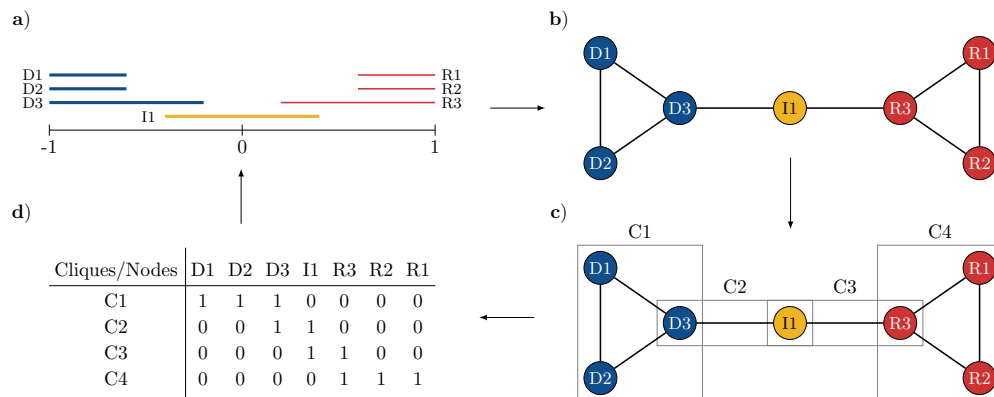 a)
D1 R1
D2 R2
D3 R3
I1
-1 0 1
b)
D1 R1
D3 I1 R3
D2 R2
c)
C1 C4
D1 R1
C2 C3
D3 I1 R3
D2 R2
d)
Cliques/Nodes D1 D2 D3 I1 R3 R2 R1
C1 1 1 1 0 0 0 0
C2 0 0 1 1 0 0 0
C3 0 0 0 1 1 0 0
C4 0 0 0 0 1 1 1